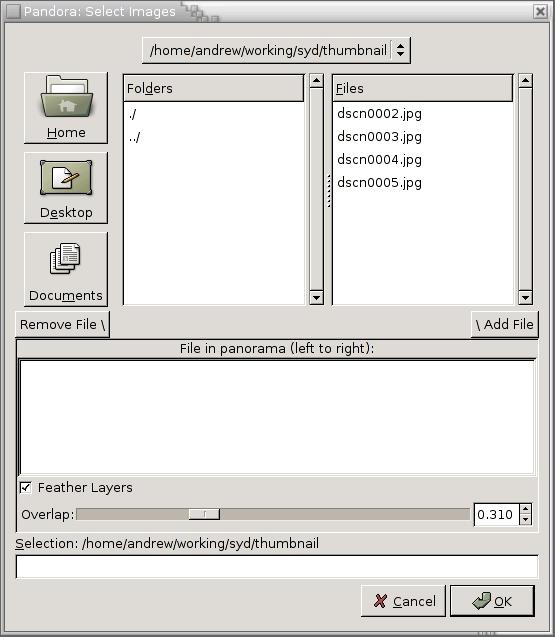 Pandora: Select Images
/home/andrew/working/syd/thumbnail
Home
Desktop
Documents
Folders
./
../
Files
dscn0002.jpg
dscn0003.jpg
dscn0004.jpg
dscn0005.jpg
Remove File \
\ Add File
File in panorama (left to right):
Feather Layers
Overlap:
0.310
Selection: /home/andrew/working/syd/thumbnail
Cancel
OK